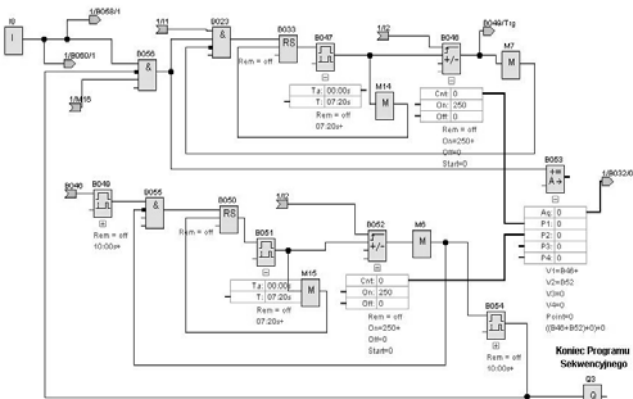 I0
I
1/B058/1
1/B060/1
1/M16
B056
&
1/I1
B023
&
B033
RS
Rem = off
B047
Ta: 00:00s
T: 07:20s
Rem = off
07:20s+
M14
M
1/I2
B046
+/-
Cnt: 0
On: 250
Off: 0
Rem = off
On=250+
Off=0
Start=0
B049/Trg
M7
M
B053
+=
A→
Aq: 0
P1: 0
P2: 0
P3: 0
P4: 0
V1=B46+
V2=B52
V3=0
V4=0
Point=0
((B46+B52)+0)+0
1/B032/0
B046
B049
Rem = off
10:00s+
B055
&
B050
RS
Rem = off
B051
Ta: 00:00s
T: 07:20s
Rem = off
07:20s+
M15
M
1/I2
B052
+/-
Cnt: 0
On: 250
Off: 0
Rem = off
On=250+
Off=0
Start=0
M6
M
B054
Rem = off
10:00s+
Koniec Programu
Sekwencyjnego
Q3
Q